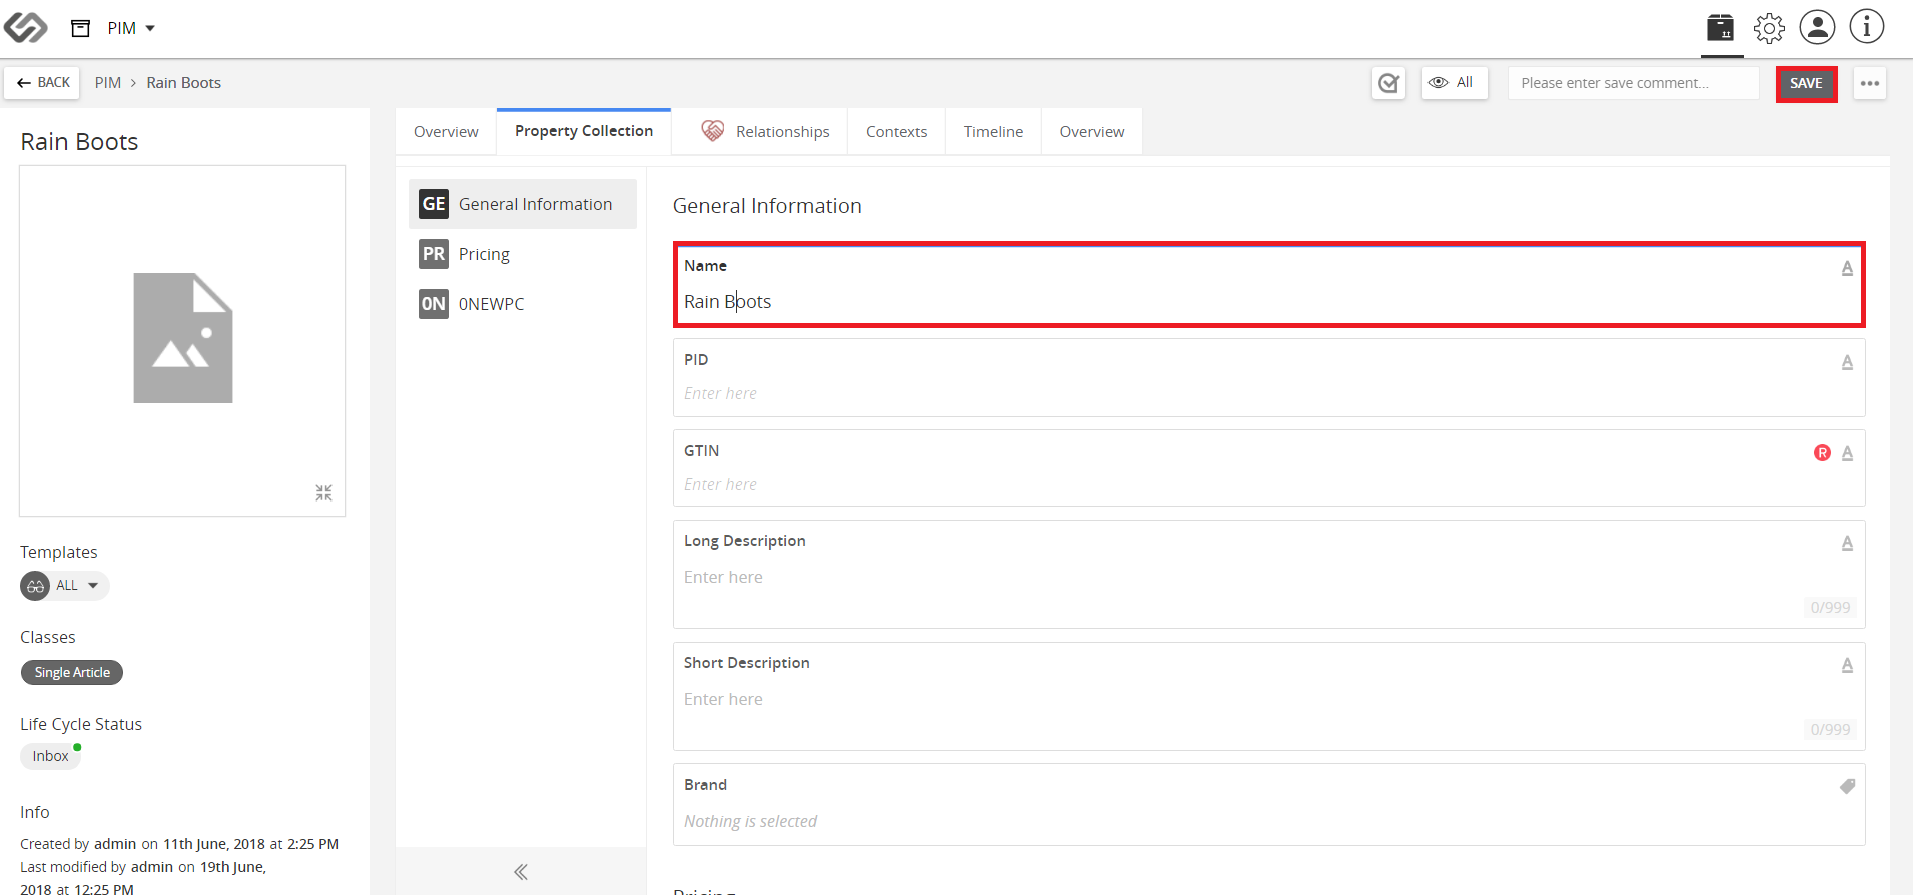 PIM
BACK PIM > Rain Boots
All
Please enter save comment...
SAVE
Rain Boots
Overview
Property Collection
Relationships
Contexts
Timeline
Overview
GE General Information
PR Pricing
0N 0NEWPC
General Information
Name
Rain Boots
PID
Enter here
GTIN
R
Enter here
Long Description
Enter here
0/999
Short Description
Enter here
0/999
Brand
Nothing is selected
Pricing
Templates
ALL
Classes
Single Article
Life Cycle Status
Inbox
Info
Created by admin on 11th June, 2018 at 2:25 PM
Last modified by admin on 19th June,
2018 at 12:25 PM